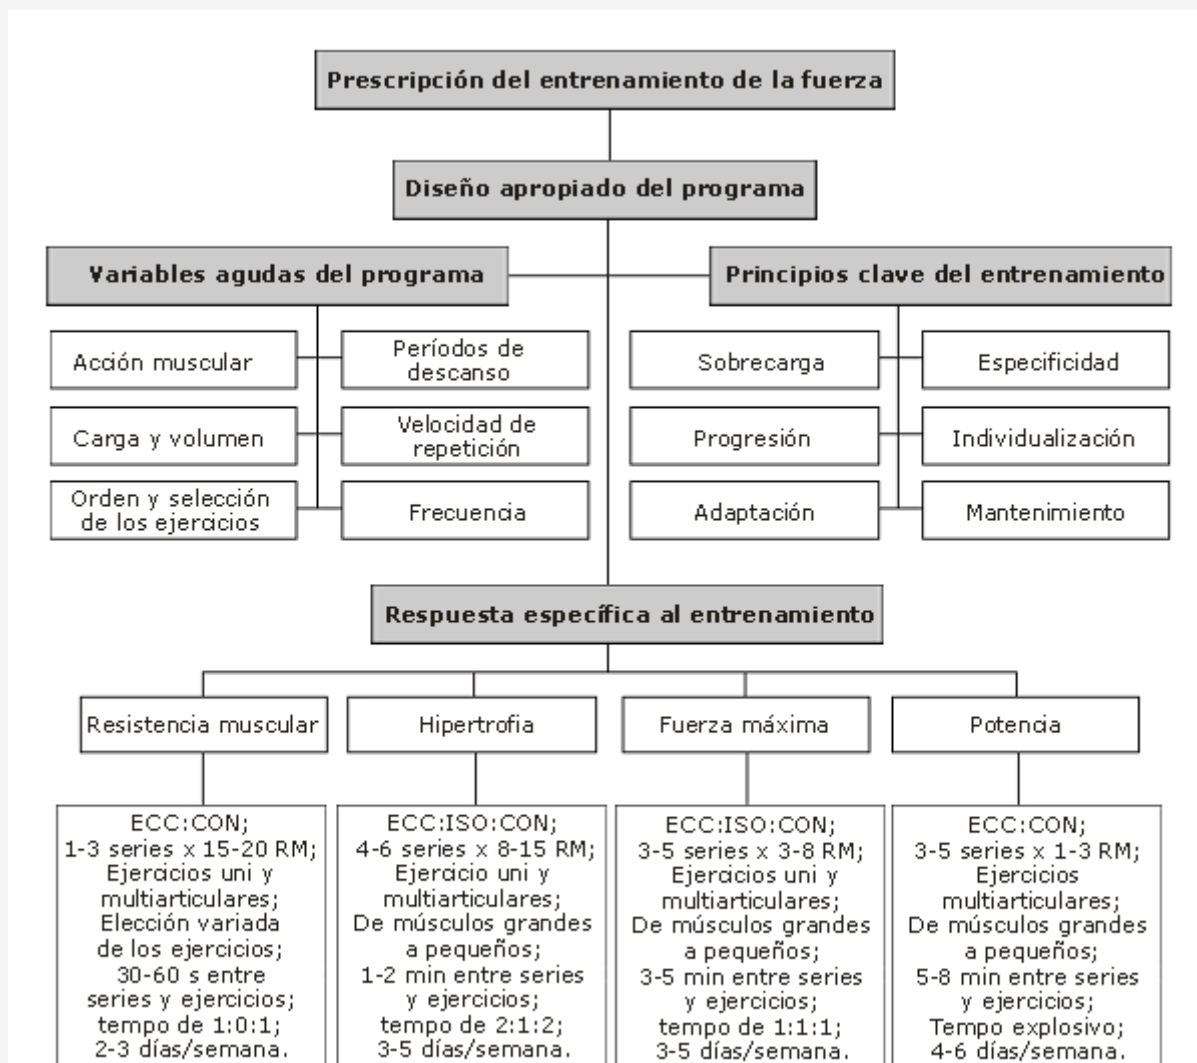 Prescripción del entrenamiento de la fuerza
Diseño apropiado del programa
Variables agudas del programa
Principios clave del entrenamiento
Acción muscular
Períodos de
descanso
Carga y volumen
Velocidad de
repetición
Orden y selección
de los ejercicios
Frecuencia
Sobrecarga
Especificidad
Progresión
Individualización
Adaptación
Mantenimiento
Respuesta específica al entrenamiento
Resistencia muscular
Hipertrofia
Fuerza máxima
Potencia
ECC:CON;
1-3 series x 15-20 RM;
Ejercicios uni y
multiarticulares;
Elección variada
de los ejercicios;
30-60 s entre
series y ejercicios;
tempo de 1:0:1;
2-3 días/semana.
ECC:ISO:CON;
4-6 series x 8-15 RM;
Ejercicio uni y
multiarticulares;
De músculos grandes
a pequeños;
1-2 min entre series
y ejercicios;
tempo de 2:1:2;
3-5 días/semana.
ECC:ISO:CON;
3-5 series x 3-8 RM;
Ejercicios uni y
multiarticulares;
De músculos grandes
a pequeños;
3-5 min entre series
y ejercicios;
tempo de 1:1:1;
3-5 días/semana.
ECC:CON;
3-5 series x 1-3 RM;
Ejercicios
multiarticulares;
De músculos grandes
a pequeños;
5-8 min entre series
y ejercicios;
Tempo explosivo;
4-6 días/semana.